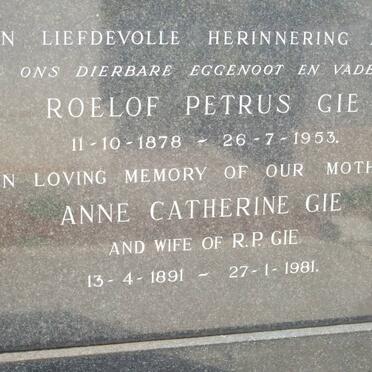 N LIEFDEVOLLE HERINNERING
ONS DIERBARE EGGENOOT EN VADE
ROELOF PETRUS GIE
11-10-1878 ~ 26-7-1953.
N LOVING MEMORY OF OUR MOTH
ANNE CATHERINE GIE
AND WIFE OF R.P. GIE
13-4-1891 ~ 27-1-1981.